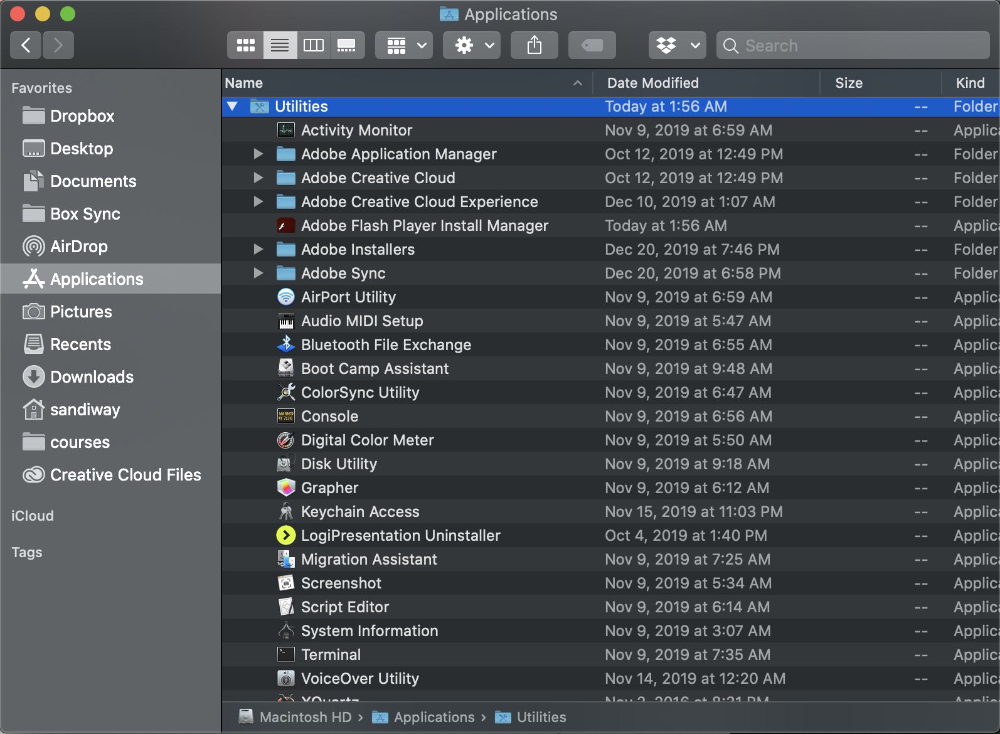 Applications
Search
Favorites
Dropbox
Desktop
Documents
Box Sync
AirDrop
Applications
Pictures
Recents
Downloads
sandiway
courses
Creative Cloud Files
iCloud
Tags
Name Date Modified Size Kind
Utilities Today at 1:56 AM -- Folder
Activity Monitor Nov 9, 2019 at 6:59 AM -- Applic
Adobe Application Manager Oct 12, 2019 at 12:49 PM -- Folder
Adobe Creative Cloud Oct 12, 2019 at 12:49 PM -- Folder
Adobe Creative Cloud Experience Dec 10, 2019 at 1:07 AM -- Folder
Adobe Flash Player Install Manager Today at 1:56 AM -- Applic
Adobe Installers Dec 20, 2019 at 7:46 PM -- Folder
Adobe Sync Dec 20, 2019 at 6:58 PM -- Folder
AirPort Utility Nov 9, 2019 at 6:59 AM -- Applic
Audio MIDI Setup Nov 9, 2019 at 5:47 AM -- Applic
Bluetooth File Exchange Nov 9, 2019 at 6:55 AM -- Applic
Boot Camp Assistant Nov 9, 2019 at 9:48 AM -- Applic
ColorSync Utility Nov 9, 2019 at 6:47 AM -- Applic
Console Nov 9, 2019 at 6:56 AM -- Applic
Digital Color Meter Nov 9, 2019 at 5:50 AM -- Applic
Disk Utility Nov 9, 2019 at 9:18 AM -- Applic
Grapher Nov 9, 2019 at 6:12 AM -- Applic
Keychain Access Nov 15, 2019 at 11:03 PM -- Applic
LogiPresentation Uninstaller Oct 4, 2019 at 1:40 PM -- Applic
Migration Assistant Nov 9, 2019 at 7:25 AM -- Applic
Screenshot Nov 9, 2019 at 5:34 AM -- Applic
Script Editor Nov 9, 2019 at 6:14 AM -- Applic
System Information Nov 9, 2019 at 3:07 AM -- Applic
Terminal Nov 9, 2019 at 7:35 AM -- Applic
VoiceOver Utility Nov 14, 2019 at 12:20 AM -- Applic
XQuartz Nov 2, 2016 at 8:31 PM -- Applic
Macintosh HD › Applications › Utilities